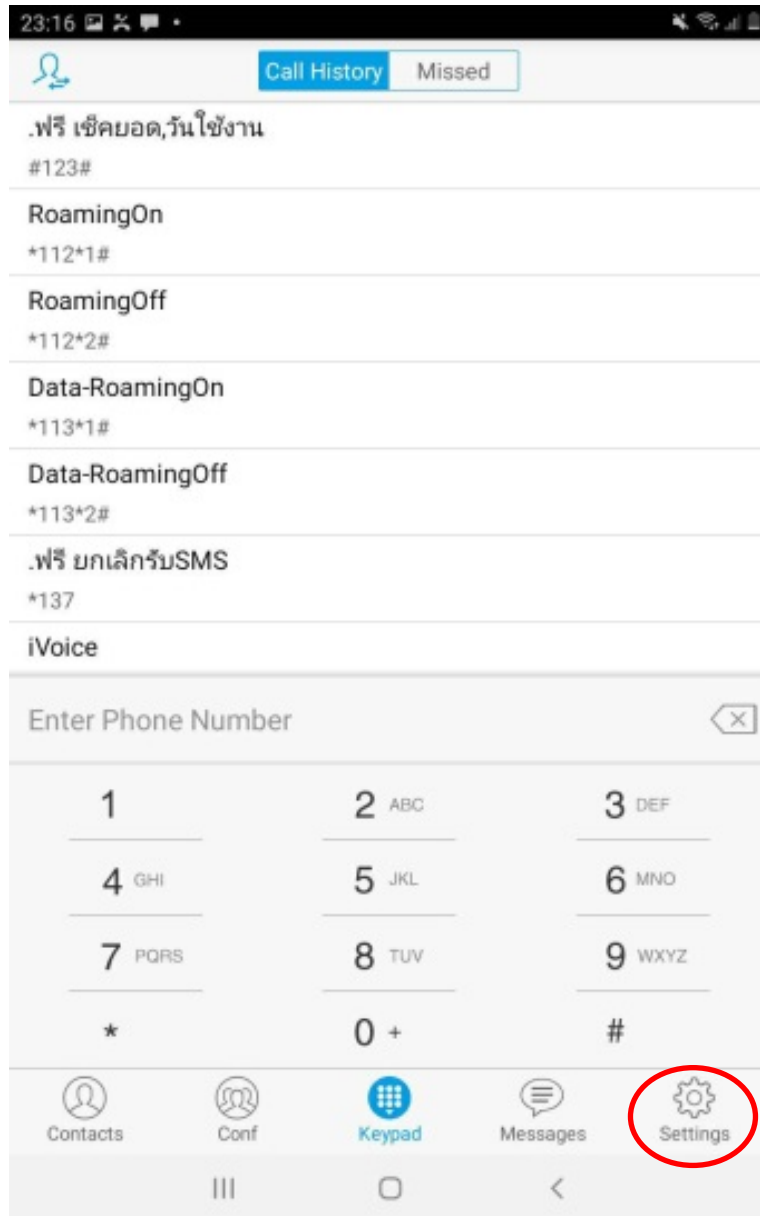 23:16
Call History Missed
.ฟรี เช็คยอด,วันใช้งาน
#123#
RoamingOn
*112*1#
RoamingOff
*112*2#
Data-RoamingOn
*113*1#
Data-RoamingOff
*113*2#
.ฟรี ยกเลิกรับSMS
*137
iVoice
Enter Phone Number
1 2 ABC 3 DEF
4 GHI 5 JKL 6 MNO
7 PQRS 8 TUV 9 WXYZ
* 0 + #
Contacts Conf Keypad Messages Settings